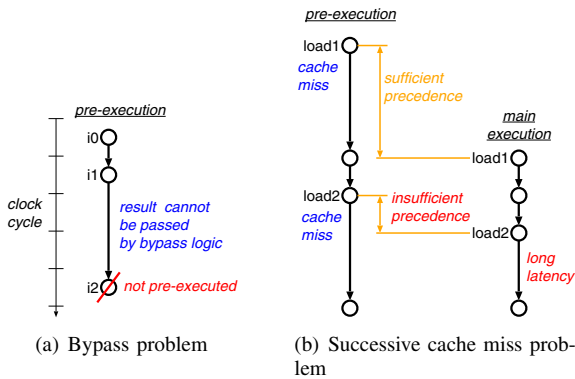 pre-execution
i0
i1
clock
cycle
result cannot
be passed
by bypass logic
i2
not pre-executed
(a) Bypass problem
pre-execution
load1
cache
miss
sufficient
precedence
main
execution
load1
load2
cache
miss
insufficient
precedence
load2
long
latency
(b) Successive cache miss prob-
lem